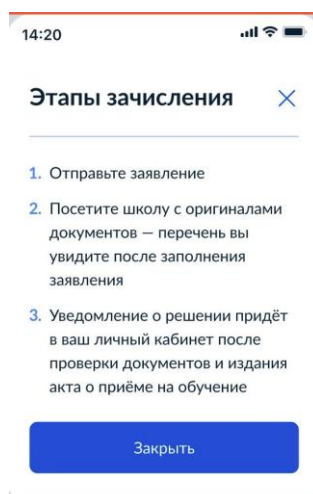 14:20
Этапы зачисления
1. Отправьте заявление
2. Посетите школу с оригиналами
документов — перечень вы
увидите после заполнения
заявления
3. Уведомление о решении придёт
в ваш личный кабинет после
проверки документов и издания
акта о приёме на обучение
Закрыть